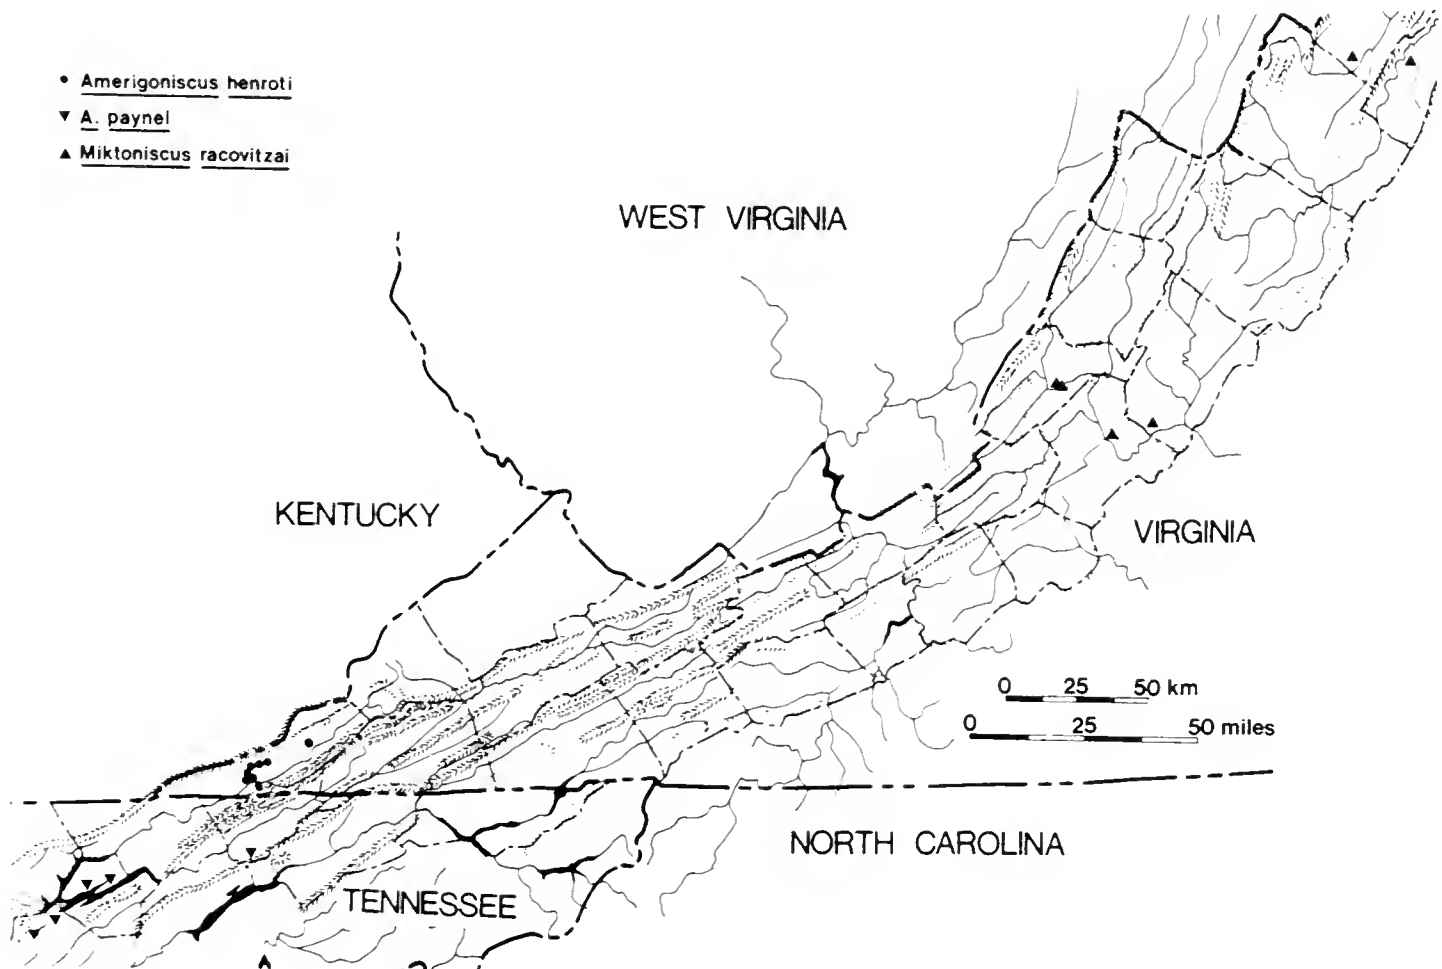 Amerigoniscus henroti
A. paynel
Miktoniscus racovitzai
WEST VIRGINIA
KENTUCKY
VIRGINIA
0 25 50 km
0 25 50 miles
NORTH CAROLINA
TENNESSEE